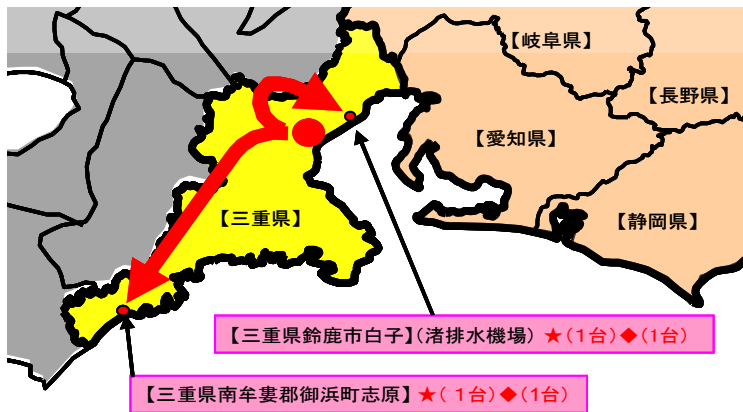 【岐阜県】
【長野県】
【愛知県】
【三重県】
【静岡県】
【三重県鈴鹿市白子】(渚排水機場) ★(1台)◆(1台)
【三重県南牟婁郡御浜町志原】★( 1台)◆(1台)